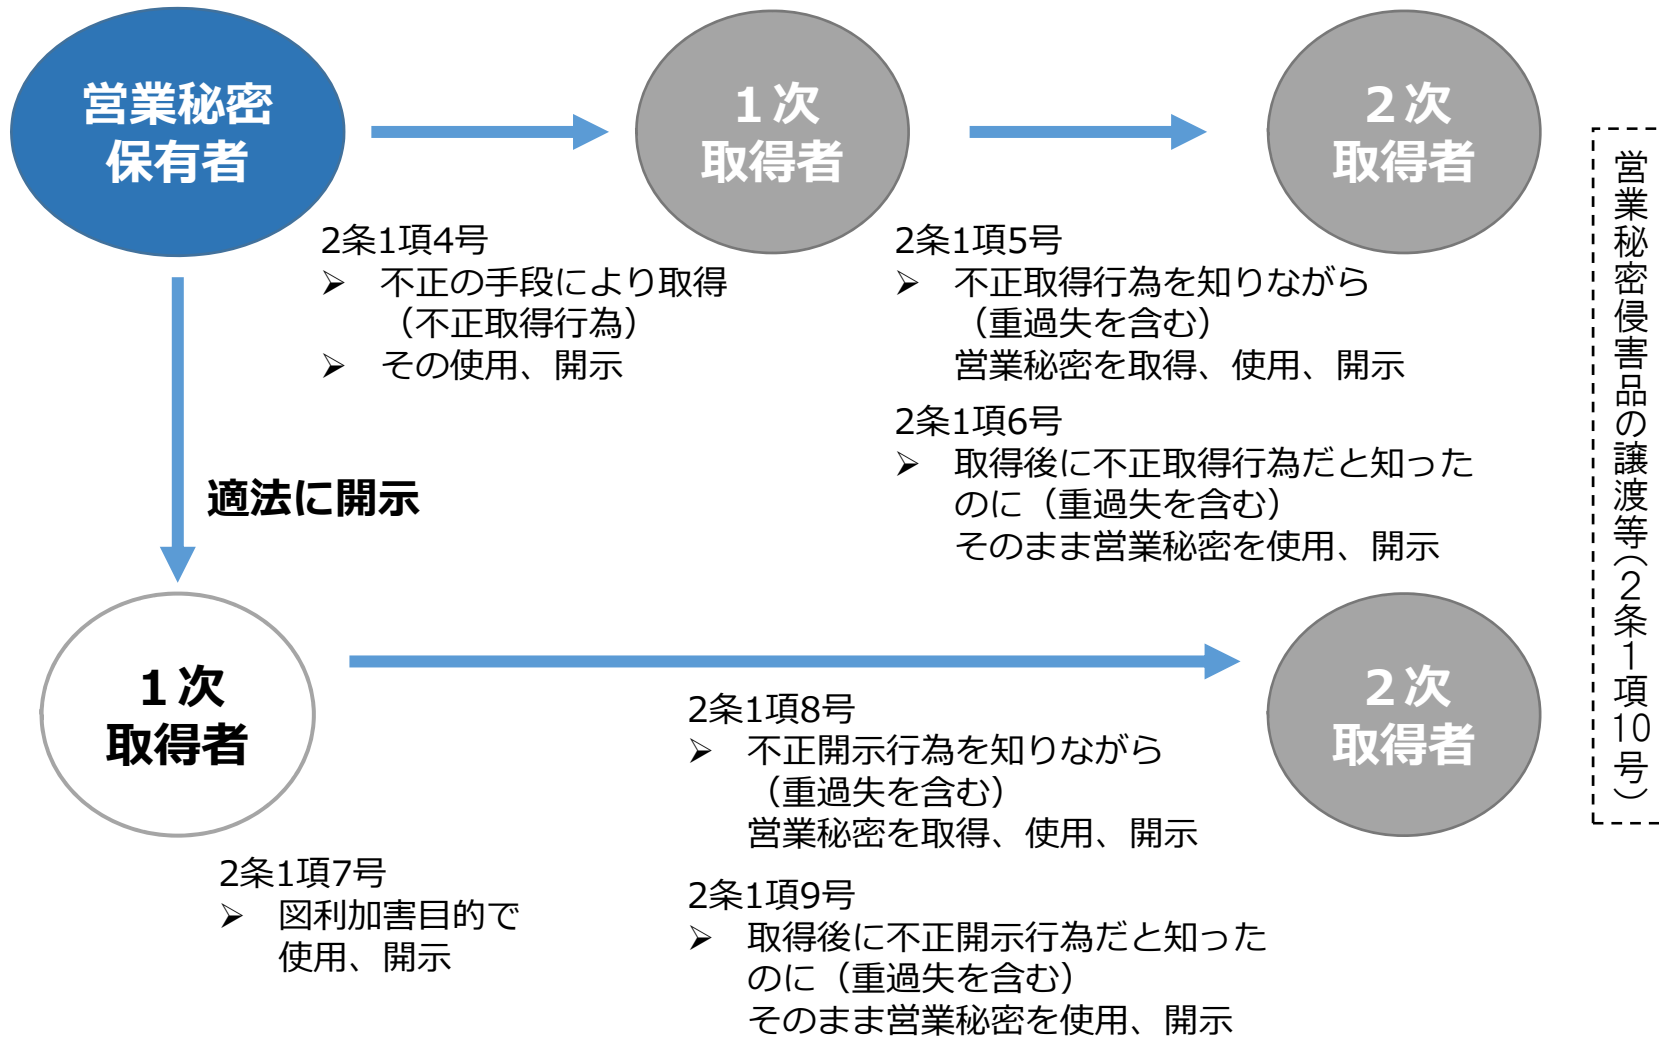 営業秘密
保有者
１次
取得者
２次
取得者
2条1項4号
➢ 不正の手段により取得
（不正取得行為）
➢ その使用、開示
2条1項5号
➢ 不正取得行為を知りながら
（重過失を含む）
営業秘密を取得、使用、開示
2条1項6号
➢ 取得後に不正取得行為だと知った
のに（重過失を含む）
そのまま営業秘密を使用、開示
適法に開示
１次
取得者
２次
取得者
2条1項7号
➢ 図利加害目的で
使用、開示
2条1項8号
➢ 不正開示行為を知りながら
（重過失を含む）
営業秘密を取得、使用、開示
2条1項9号
➢ 取得後に不正開示行為だと知った
のに（重過失を含む）
そのまま営業秘密を使用、開示
営業秘密侵害品の譲渡等（２条１項10号）